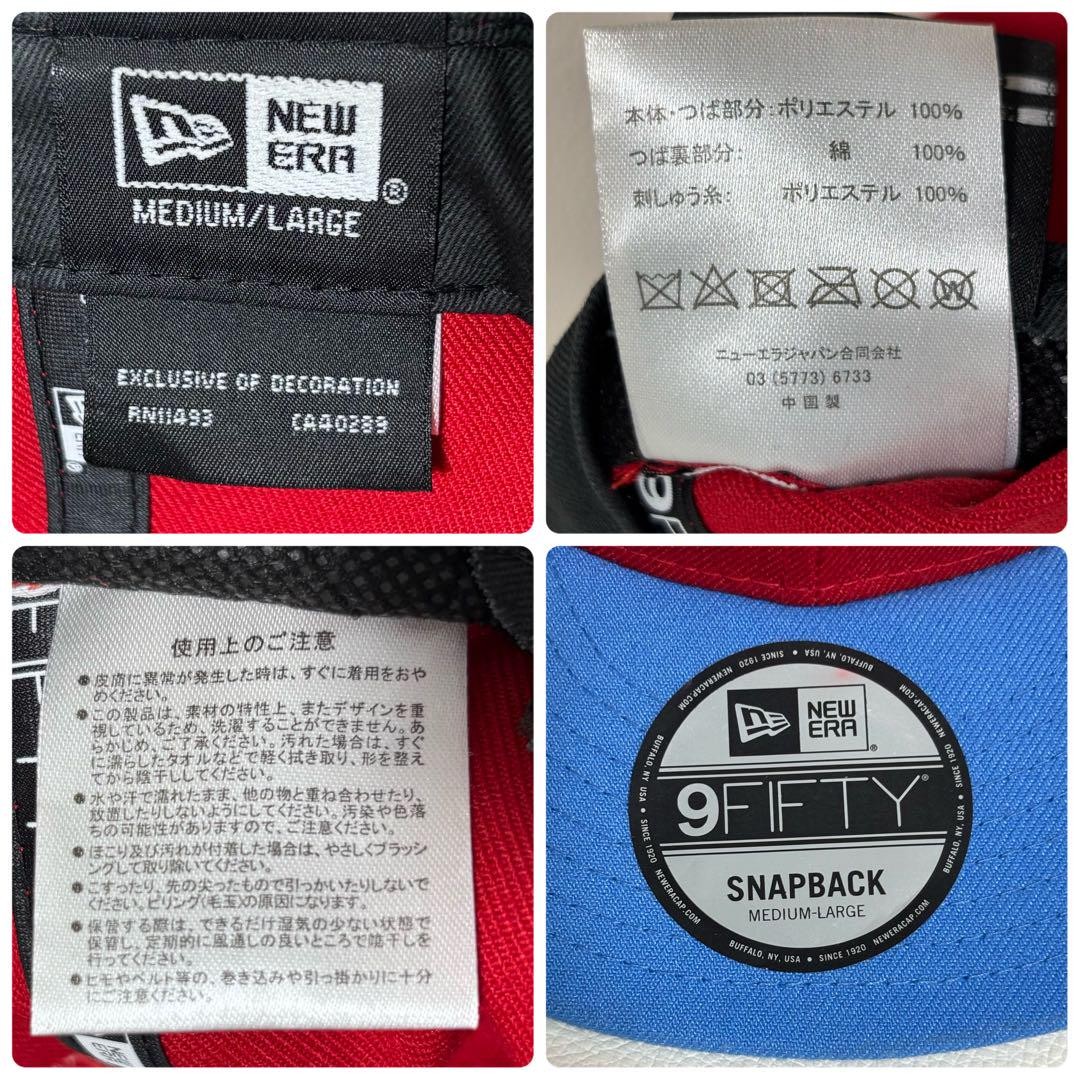 NEW
ERA
®
MEDIUM/LARGE
EXCLUSIVE OF DECORATION
RN11493 CA40289
本体・つば部分:ポリエステル 100%
つば裏部分: 綿 100%
刺しゅう糸: ポリエステル 100%
W
ニューエラジャパン合同会社
03 (5773) 6733
中国製
使用上のご注意
●皮膚に異常が発生した時は、すぐに着用をおや
めください。
●この製品は、素材の特性上、またデザインを重
視しているため、洗濯することができません。あ
らかじめ、ご了承ください。汚れた場合は、すぐ
に濡らしたタオルなどで軽く拭き取り、形を整え
てから陰干ししてください。
●水や汗で濡れたまま、他の物と重ね合わせたり、
放置したりしないようにしてください。汚染や色落
ちの可能性がありますので、ご注意ください。
●ほこり及び汚れが付着した場合は、やさしくブラッシ
ングして取り除いてください。
●こすったり、先の尖ったもので引っかいたりしないで
ください。ピリング(毛玉)の原因になります。
●保管する際は、できるだけ湿気の少ない状態で
保管し、定期的に風通しの良いところで陰干しを
行ってください。
●ヒモやベルト等の、巻き込みや引っ掛かりに十分
にご注意ください。
BUFFALO, NY, USA • SINCE 1920 • NEWERACAP.COM
NEW
ERA
®
9FIFTY®
SNAPBACK
MEDIUM-LARGE
BUFFALO, NY, USA • SINCE 1920 NEWERACAP.COM